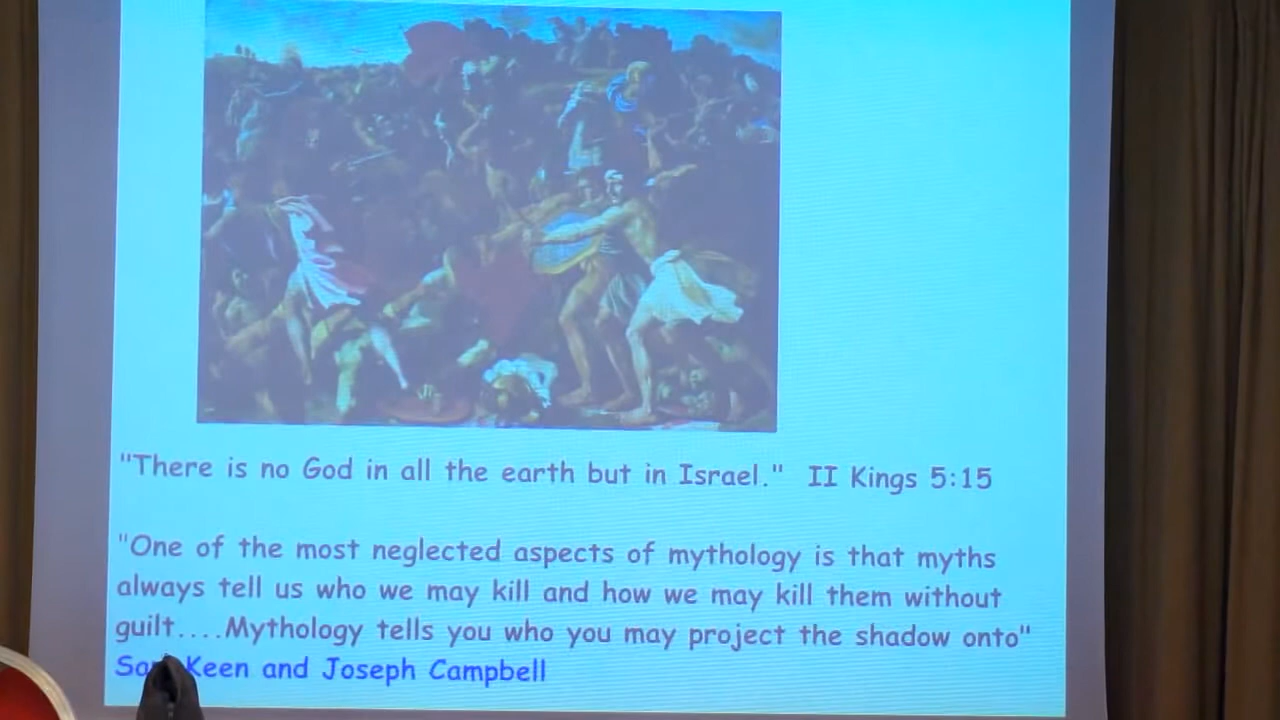 "There is no God in all the earth but in Israel." II Kings 5:15
"One of the most neglected aspects of mythology is that myths
always tell us who we may kill and how we may kill them without
guilt....Mythology tells you who you may project the shadow onto"
Keen and Joseph Campbell